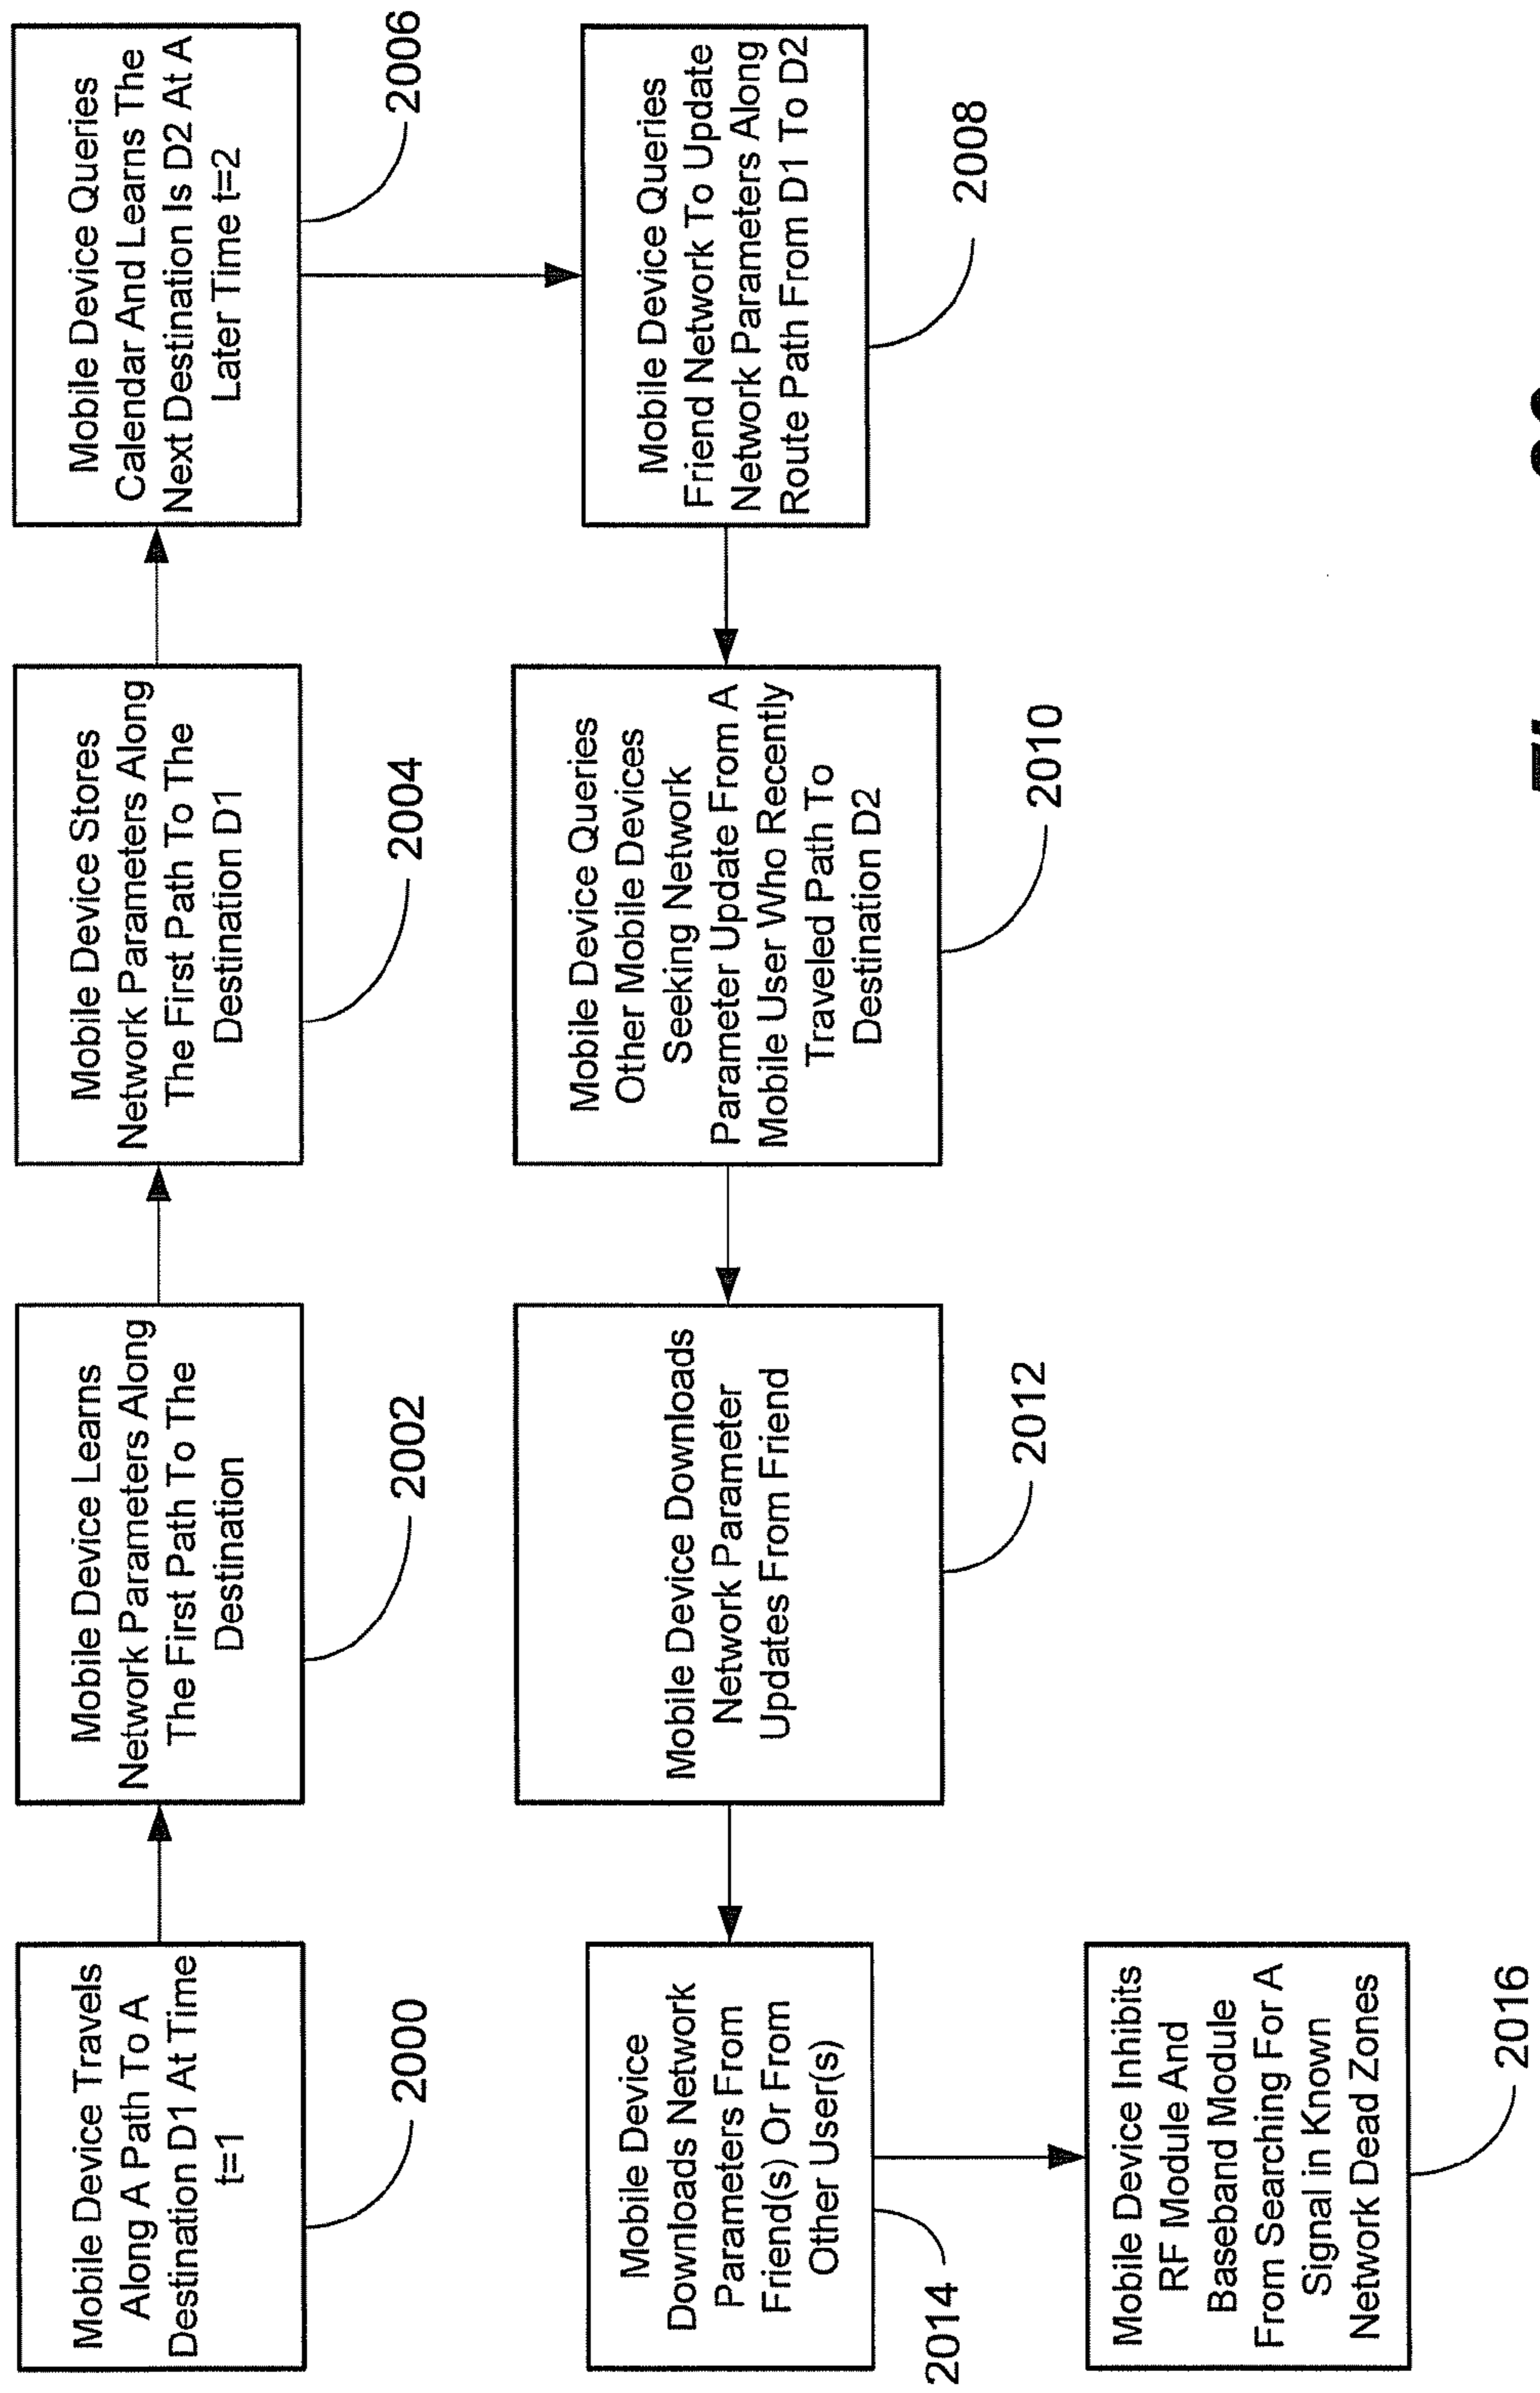 Mobile Device Travels
Along A Path To A
Destination D1 At Time
t=1
2000
Mobile Device Learns
Network Parameters Along
The First Path To The
Destination
2002
Mobile Device Stores
Network Parameters Along
The First Path To The
Destination D1
2004
Mobile Device Queries
Calendar And Learns The
Next Destination Is D2 At A
Later Time t=2
2006
Mobile Device Queries
Friend Network To Update
Network Parameters Along
Route Path From D1 To D2
2008
Mobile Device Queries
Other Mobile Devices
Seeking Network
Parameter Update From A
Mobile User Who Recently
Traveled Path To
Destination D2
2010
Mobile Device Downloads
Network Parameter
Updates From Friend
2012
Mobile Device
Downloads Network
Parameters From
Friend(s) Or From
Other User(s)
2014
Mobile Device Inhibits
RF Module And
Baseband Module
From Searching For A
Signal in Known
Network Dead Zones
2016